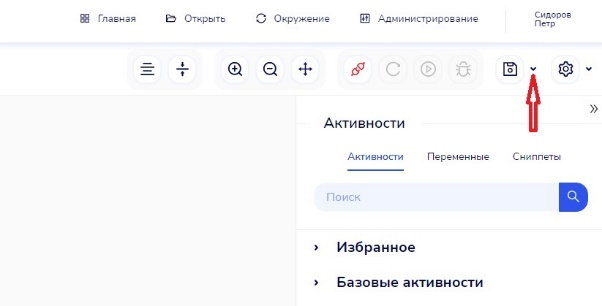 Главная Открыть Окружение Администрирование Сидоров
Петр
Активности
Активности Переменные Сниппеты
Поиск
Избранное
Базовые активности